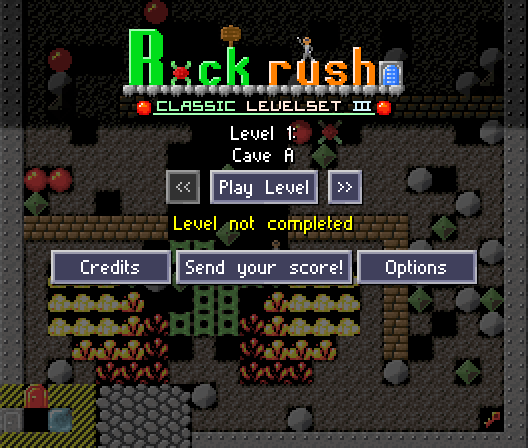 Rock rush
CLASSIC LEVELSET III
Level 1:
Cave A
<< Play Level >>
Level not completed
Credits Send your score! Options